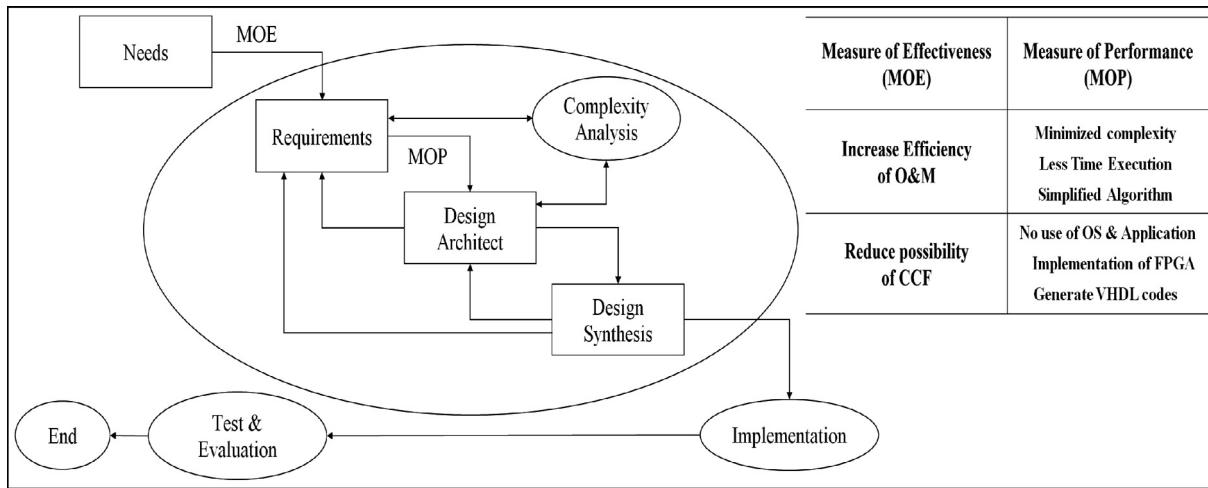 Needs
MOE
Requirements
Complexity
Analysis
MOP
Design
Architect
Design
Synthesis
End
Test &
Evaluation
Implementation
Measure of Effectiveness
(MOE)
Measure of Performance
(MOP)
Increase Efficiency
of O&M
Minimized complexity
Less Time Execution
Simplified Algorithm
Reduce possibility
of CCF
No use of OS & Application
Implementation of FPGA
Generate VHDL codes